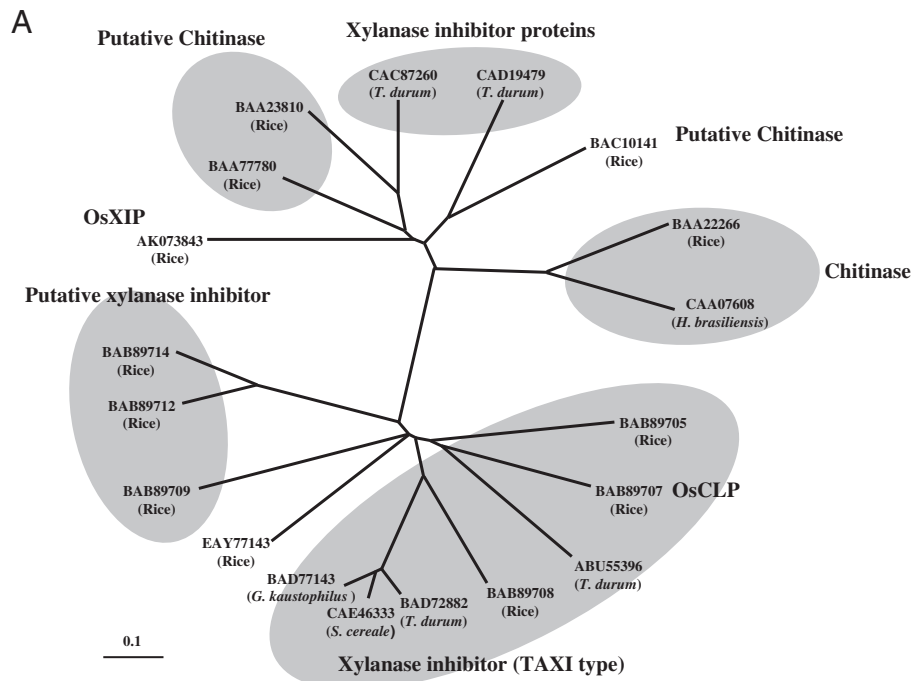 A
Putative Chitinase
Xylanase inhibitor proteins
CAC87260
(T. durum)
CAD19479
(T. durum)
BAA23810
(Rice)
BAA77780
(Rice)
BAC10141
(Rice)
Putative Chitinase
OsXIP
AK073843
(Rice)
BAA22266
(Rice)
Chitinase
CAA07608
(H. brasiliensis)
Putative xylanase inhibitor
BAB89714
(Rice)
BAB89712
(Rice)
BAB89709
(Rice)
EAY77143
(Rice)
BAB89705
(Rice)
BAB89707
(Rice)
OsCLP
ABU55396
(T. durum)
BAD77143
(G. kaustophilus )
CAE46333
(S. cereale)
BAD72882
(T. durum)
BAB89708
(Rice)
0.1
Xylanase inhibitor (TAXI type)